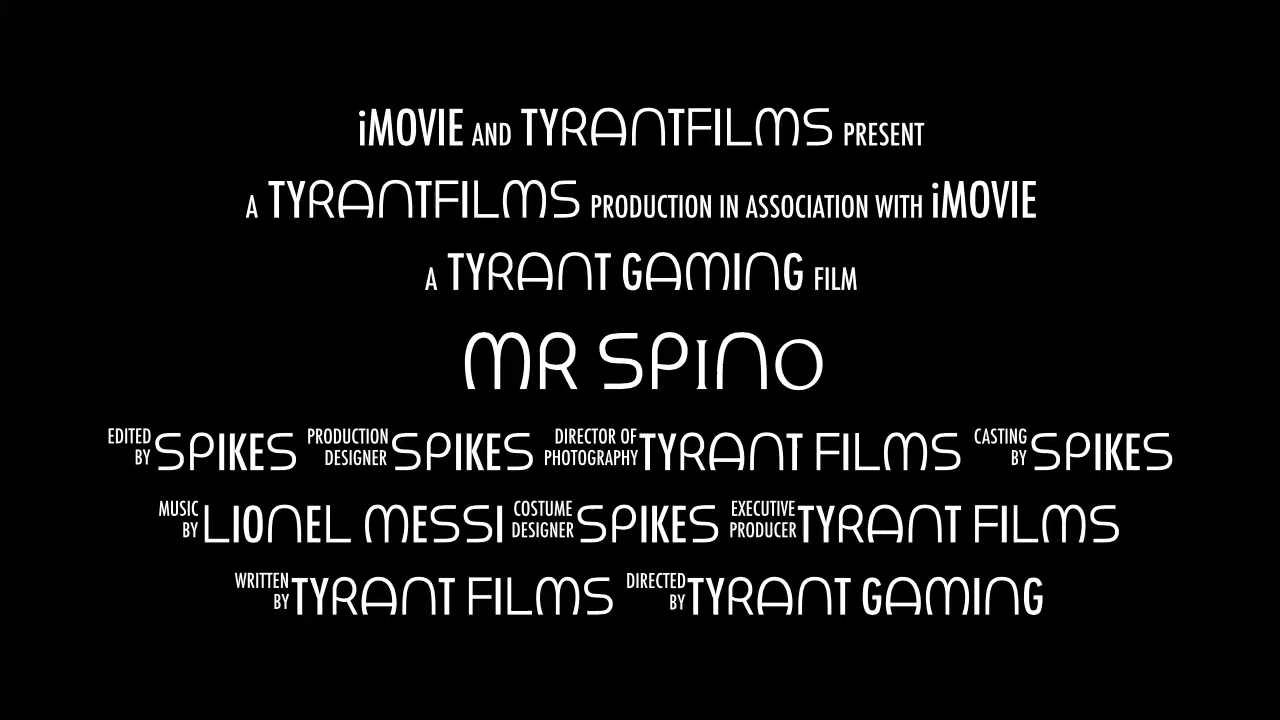 iMOVIE AND TYRANTFILMS PRESENT
A TYRANTFILMS PRODUCTION IN ASSOCIATION WITH iMOVIE
A TYRANT GAMING FILM
MR SPINO
EDITED BY SPIKES PRODUCTION DESIGNER SPIKES DIRECTOR OF PHOTOGRAPHY TYRANT FILMS CASTING BY SPIKES
MUSIC BY LIONEL MESSI COSTUME DESIGNER SPIKES EXECUTIVE PRODUCER TYRANT FILMS
WRITTEN BY TYRANT FILMS DIRECTED BY TYRANT GAMING